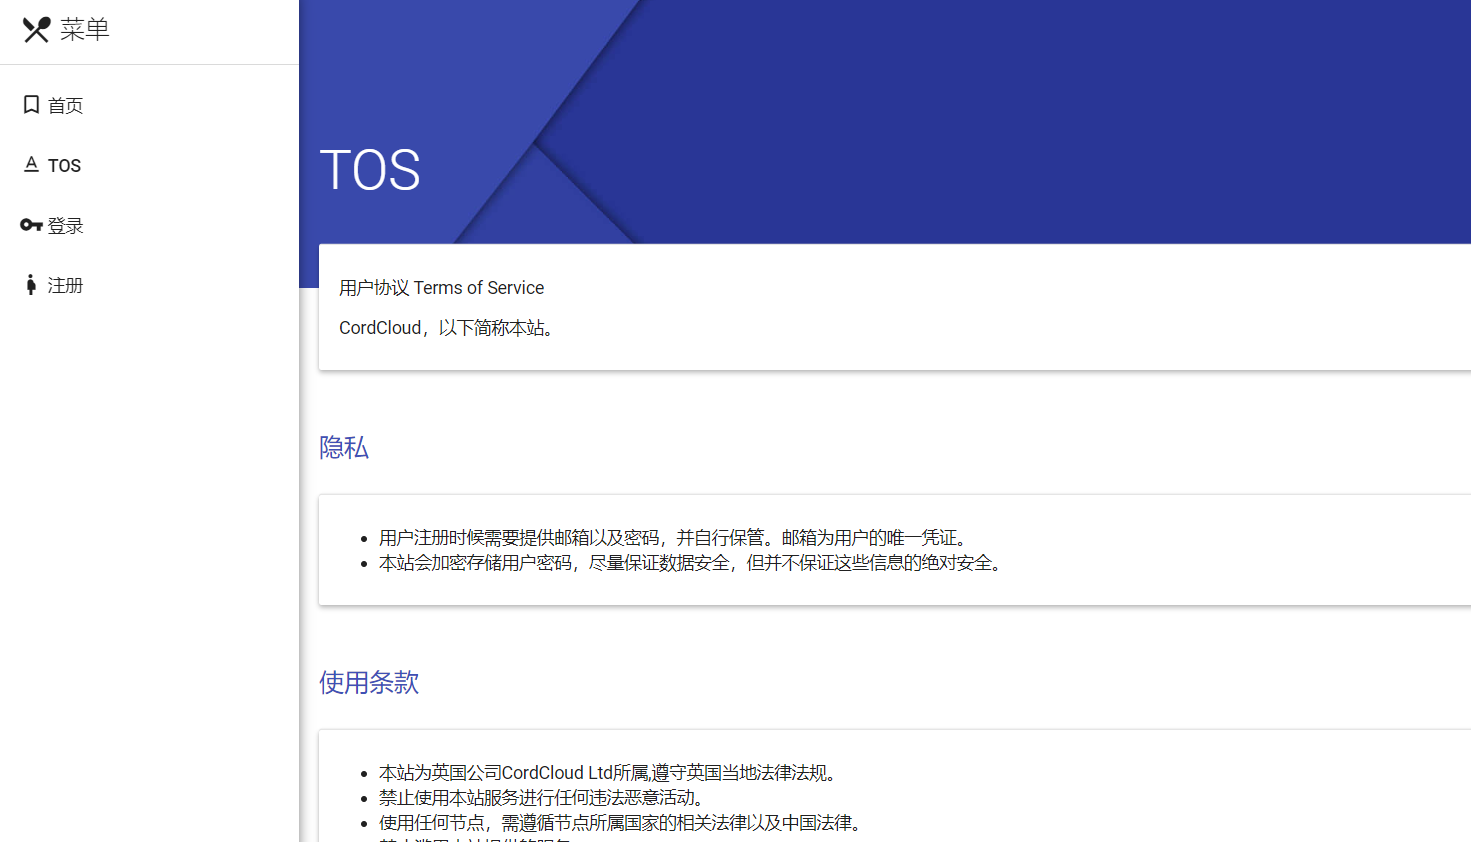 菜单
首页
TOS
登录
注册
TOS
用户协议 Terms of Service
CordCloud，以下简称本站。
隐私
用户注册时候需要提供邮箱以及密码，并自行保管。邮箱为用户的唯一凭证。
本站会加密存储用户密码，尽量保证数据安全，但并不保证这些信息的绝对安全。
使用条款
本站为英国公司CordCloud Ltd所属,遵守英国当地法律法规。
禁止使用本站服务进行任何违法恶意活动。
使用任何节点，需遵循节点所属国家的相关法律以及中国法律。